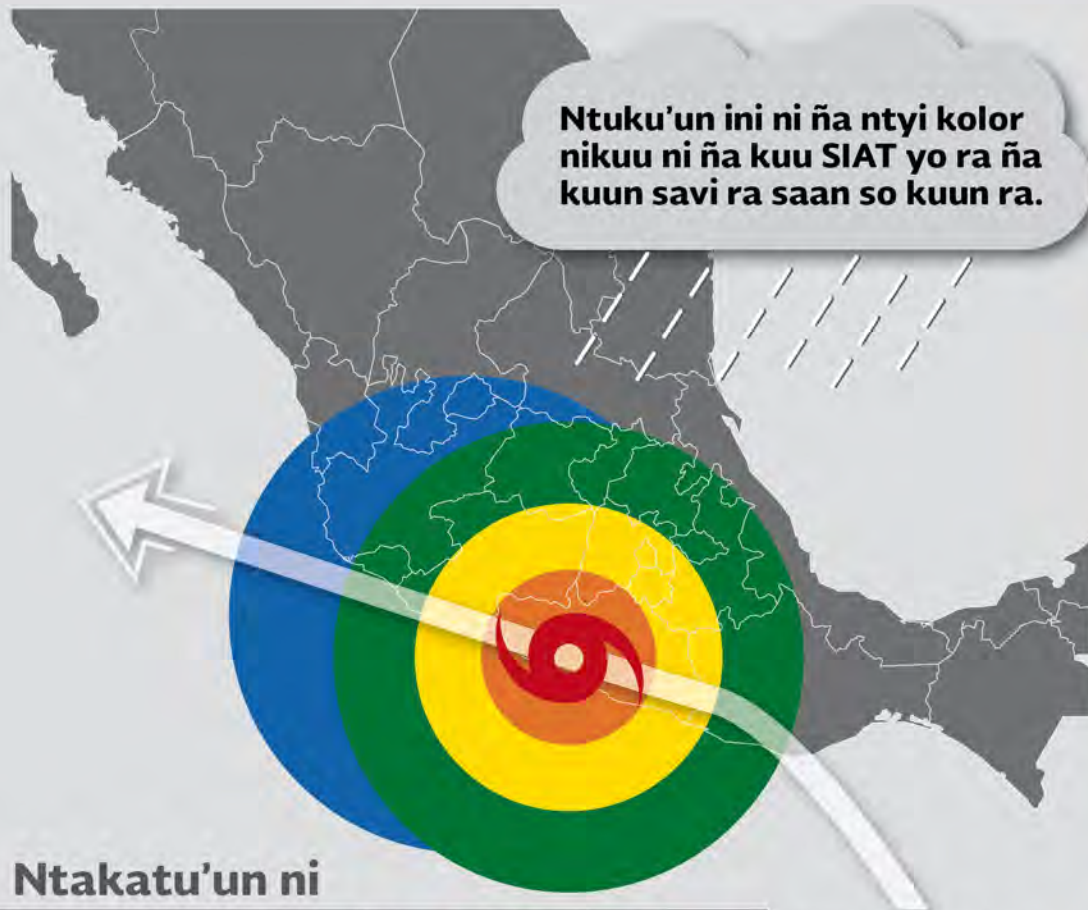 Ntuku'un ini ni ña ntyi kolor
nikuu ni ña kuu SIAT yo ra ña
kuun savi ra saan so kuun ra.
Ntakatu'un ni